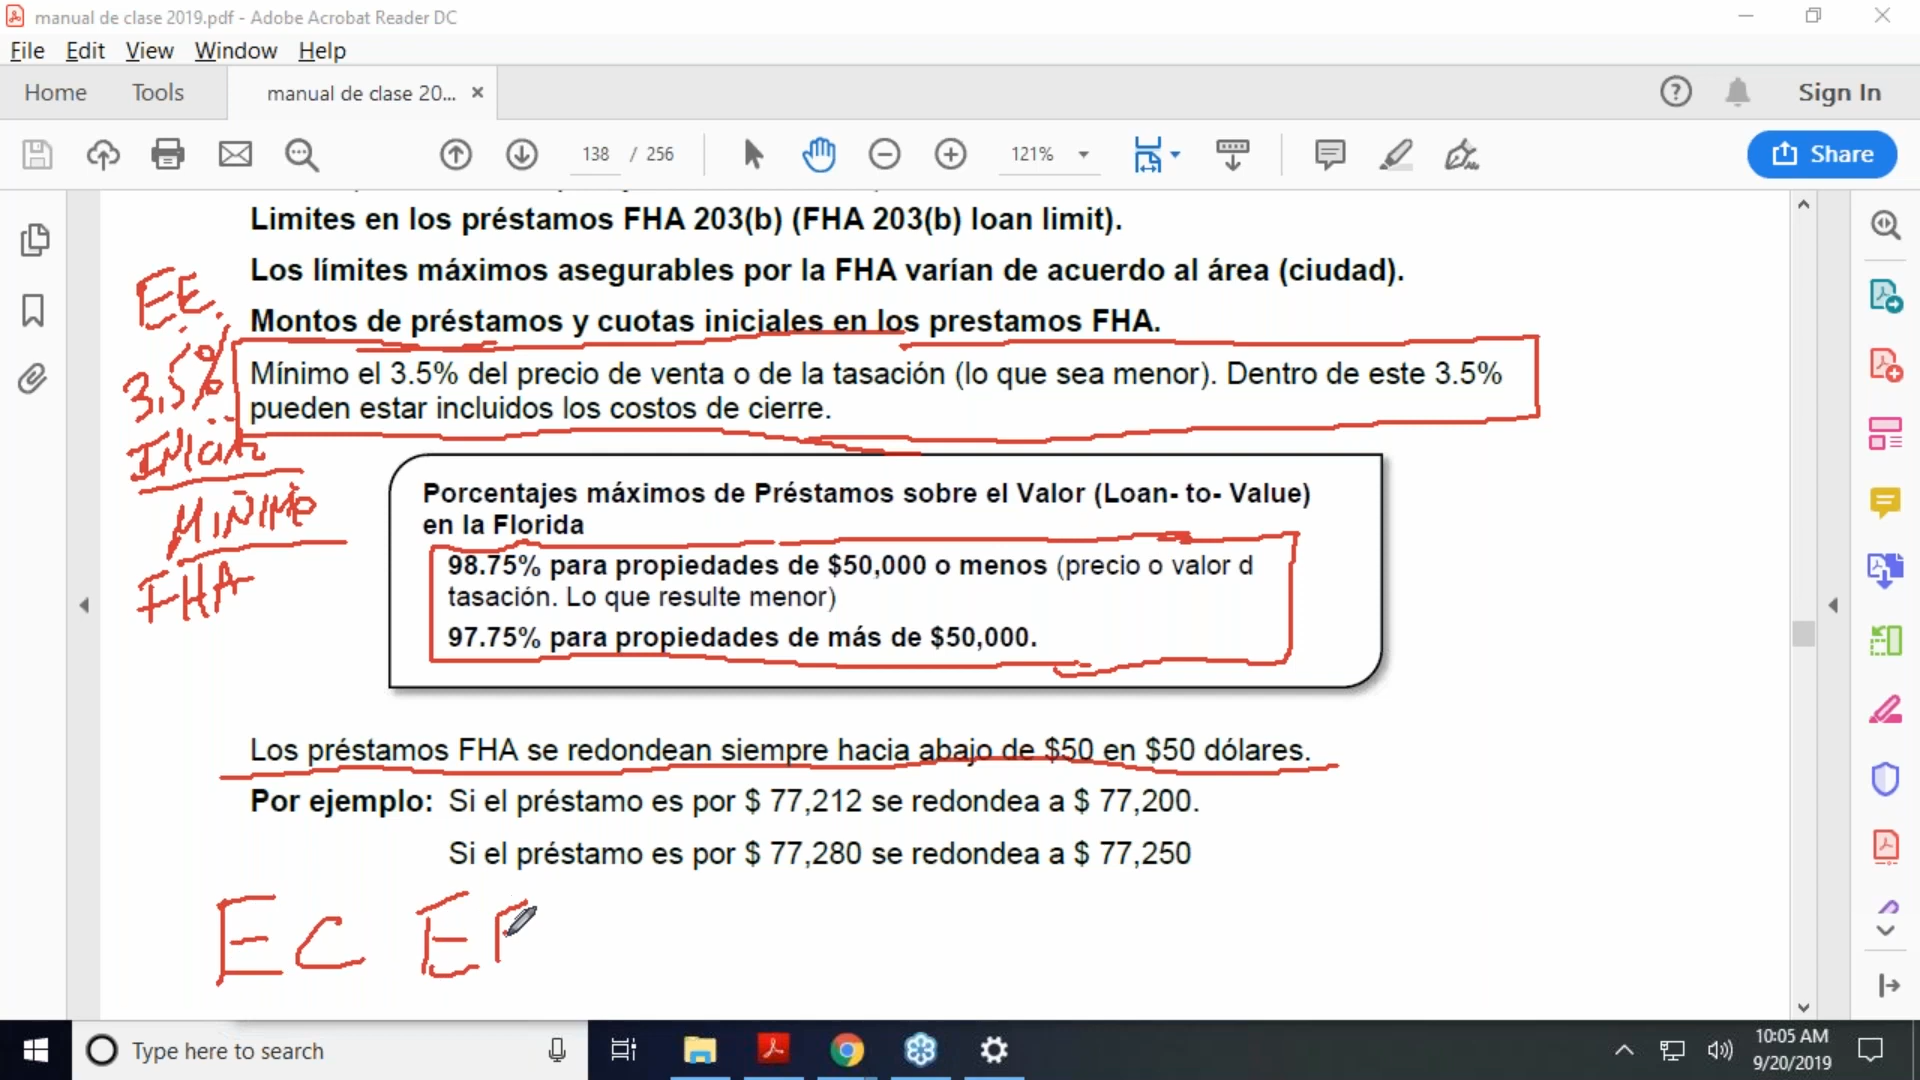 manual de clase 2019.pdf - Adobe Acrobat Reader DC
File Edit View Window Help
Home Tools manual de clase 20... × Sign In
138 / 256 121% Share
Limites en los préstamos FHA 203(b) (FHA 203(b) loan limit).
Los límites máximos asegurables por la FHA varían de acuerdo al área (ciudad).
Montos de préstamos y cuotas iniciales en los prestamos FHA.
Mínimo el 3.5% del precio de venta o de la tasación (lo que sea menor). Dentro de este 3.5%
pueden estar incluidos los costos de cierre.
3.5%
MINIMO
FHA
Porcentajes máximos de Préstamos sobre el Valor (Loan- to- Value)
en la Florida
98.75% para propiedades de $50,000 o menos (precio o valor d
tasación. Lo que resulte menor)
97.75% para propiedades de más de $50,000.
Los préstamos FHA se redondean siempre hacia abajo de $50 en $50 dólares.
Por ejemplo: Si el préstamo es por $ 77,212 se redondea a $ 77,200.
Si el préstamo es por $ 77,280 se redondea a $ 77,250
EC
Type here to search
10:05 AM
9/20/2019